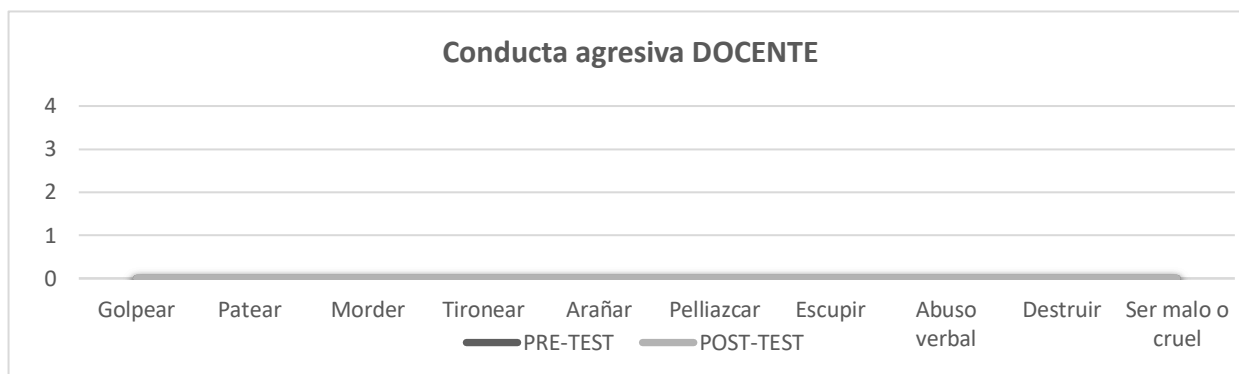 Conducta agresiva DOCENTE
4
3
2
1
0
Golpear Patear Morder Tironear Arañar Pelliazcar Escupir Abuso verbal Destruir Ser malo o cruel
PRE-TEST POST-TEST